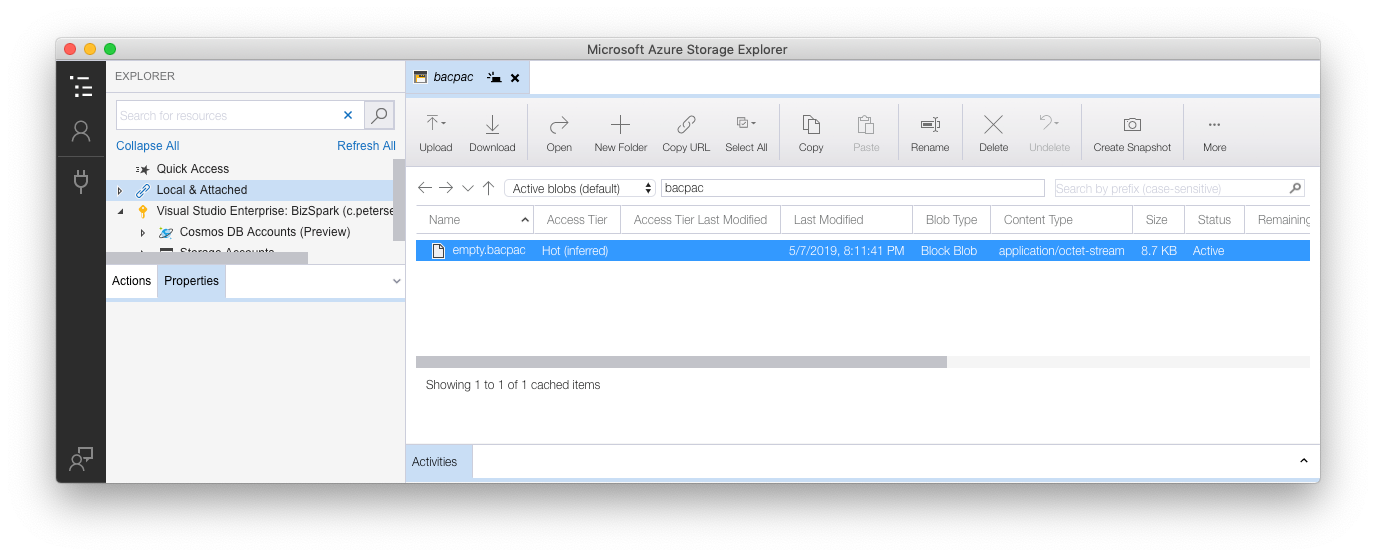 Microsoft Azure Storage Explorer
EXPLORER
Search for resources
Collapse All Refresh All
Quick Access
Local & Attached
Visual Studio Enterprise: BizSpark (c.peterse
Cosmos DB Accounts (Preview)
Storage Accounts
Actions Properties
bacpac
Upload Download Open New Folder Copy URL Select All Copy Paste Rename Delete Undelete Create Snapshot More
Active blobs (default) bacpac Search by prefix (case-sensitive)
Name Access Tier Access Tier Last Modified Last Modified Blob Type Content Type Size Status Remaining
empty.bacpac Hot (inferred) 5/7/2019, 8:11:41 PM Block Blob application/octet-stream 8.7 KB Active
Showing 1 to 1 of 1 cached items
Activities